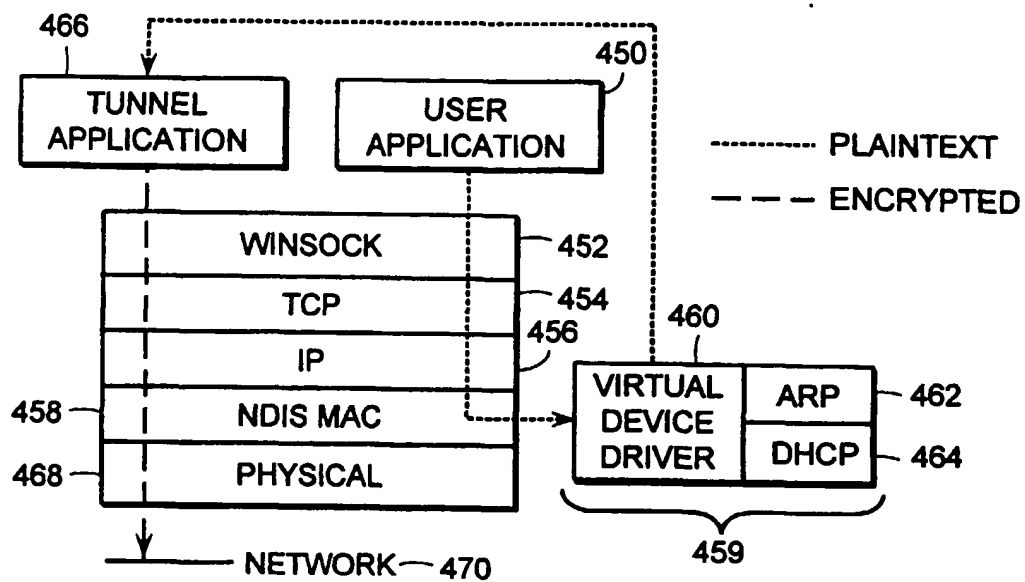 466
450
TUNNEL
APPLICATION
USER
APPLICATION
PLAINTEXT
ENCRYPTED
WINSOCK
452
TCP
454
IP
456
460
458
NDIS MAC
VIRTUAL
DEVICE
DRIVER
ARP
462
DHCP
464
468
PHYSICAL
459
NETWORK
470